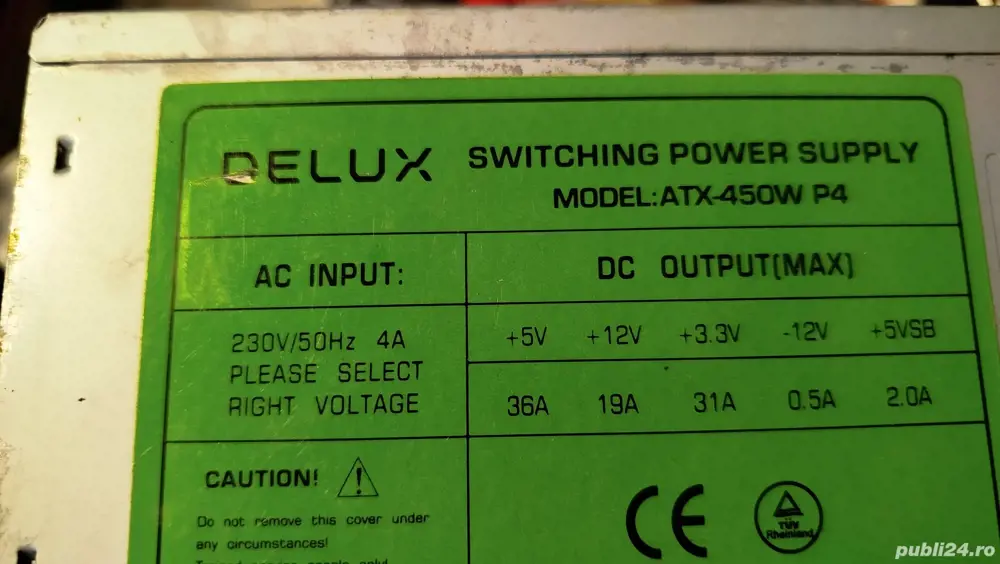 DELUX SWITCHING POWER SUPPLY
MODEL:ATX-450W P4
AC INPUT:
DC OUTPUT(MAX)
230V/50Hz 4A
PLEASE SELECT
RIGHT VOLTAGE
+5V +12V +3.3V -12V +5VSB
36A 19A 31A 0.5A 2.0A
CAUTION!
Do not remove this cover under
any circumstances!
CE
TÜV
Rheinland
publi24.ro